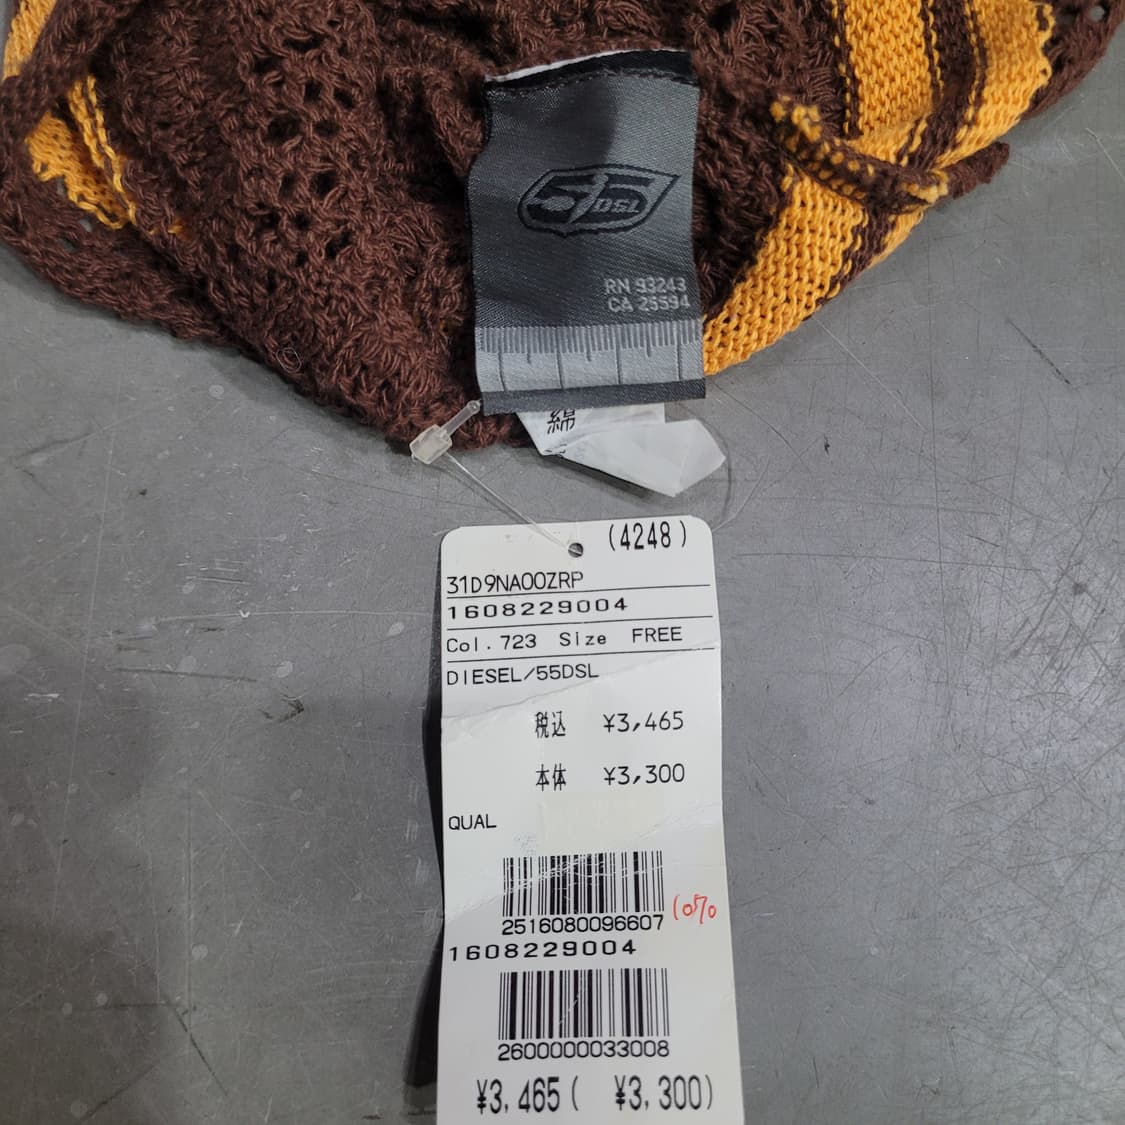 55DSL
RN 93243
CA 25594
綿
(4248)
31D9NA00ZRP
1608229004
Col. 723 Size FREE
DIESEL/55DSL
税込 ¥3,465
本体 ¥3,300
QUAL
2516080096607
10%
1608229004
2600000033008
¥3,465( ¥3,300)